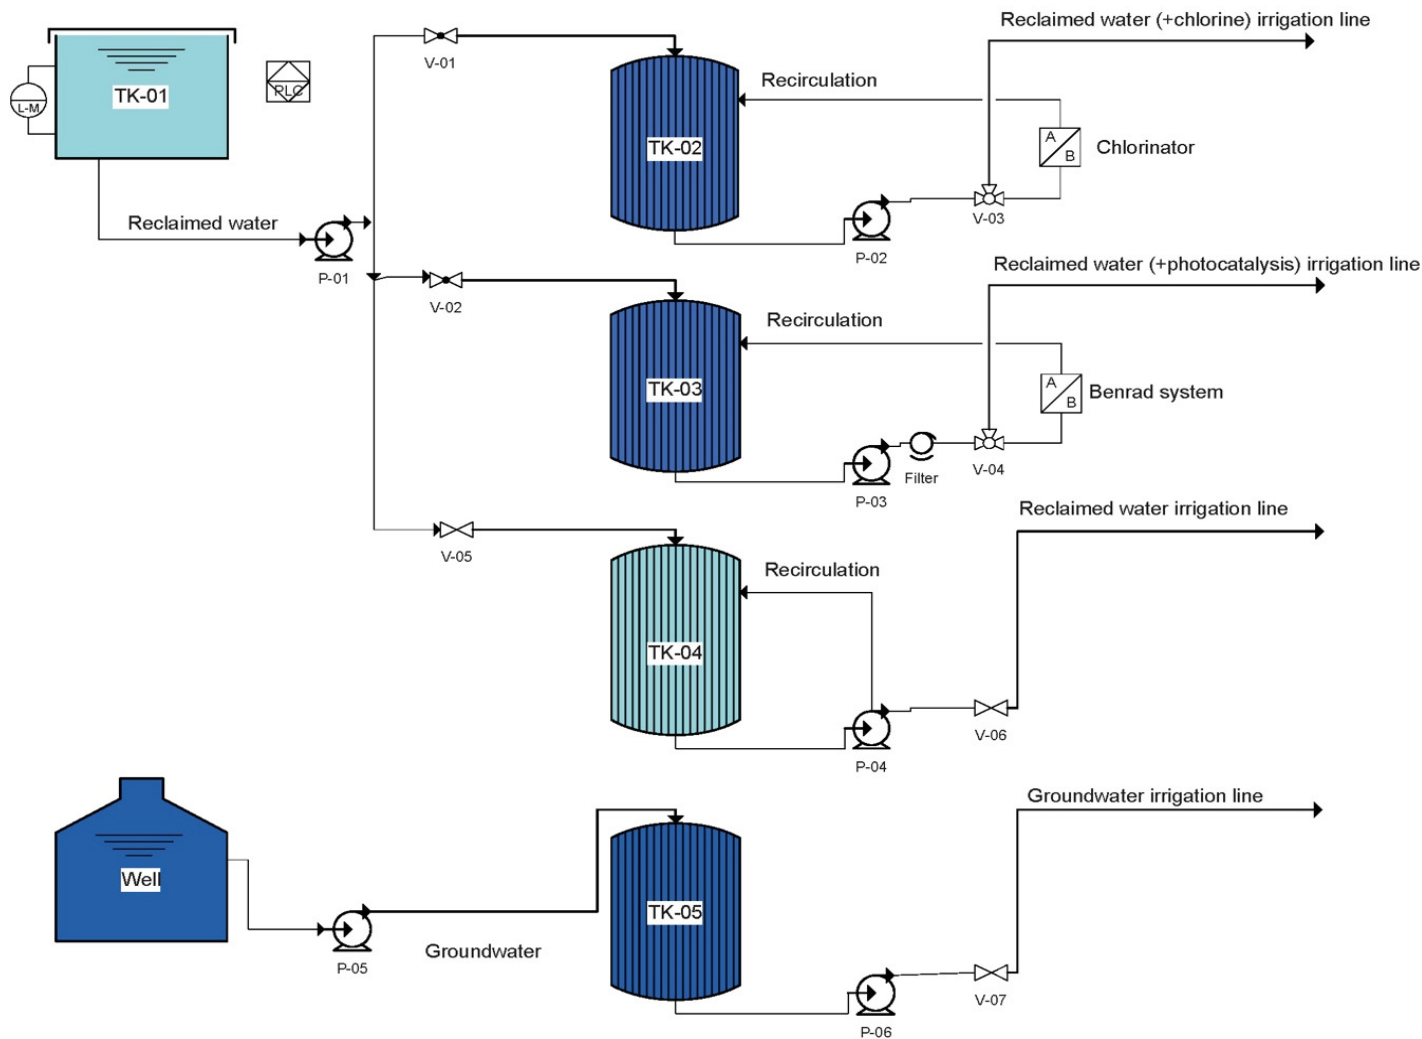 Reclaimed water (+chlorine) irrigation line
TK-01
L-M
PLC
V-01
Recirculation
TK-02
A
B
Chlorinator
Reclaimed water
P-01
P-02
V-03
Reclaimed water (+photocatalysis) irrigation line
V-02
Recirculation
TK-03
A
B
Benrad system
P-03
Filter
V-04
Reclaimed water irrigation line
V-05
Recirculation
TK-04
P-04
V-06
Groundwater irrigation line
Well
TK-05
Groundwater
P-05
P-06
V-07